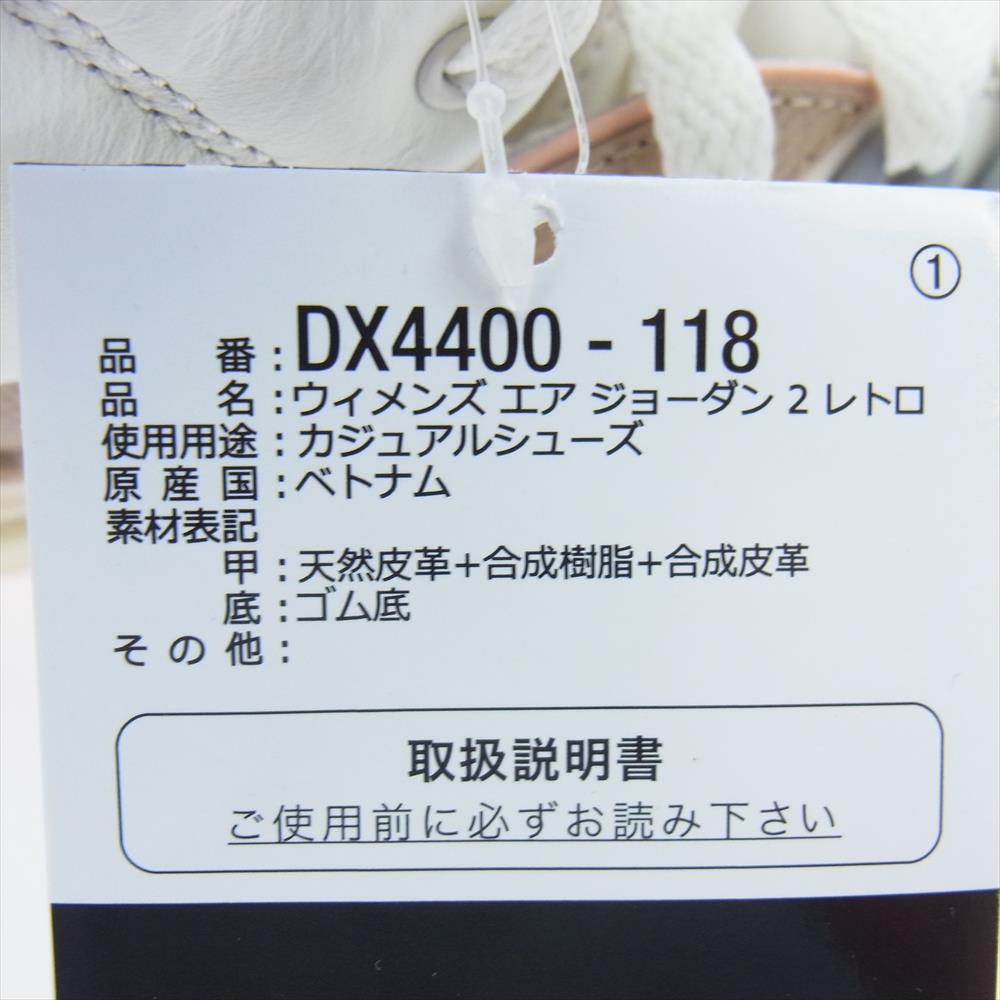 ①
品番:DX4400-118
品名:ウィメンズ エア ジョーダン 2 レトロ
使用用途:カジュアルシューズ
原産国:ベトナム
素材表記
甲:天然皮革+合成樹脂+合成皮革
底:ゴム底
その他:
取扱説明書
ご使用前に必ずお読み下さい